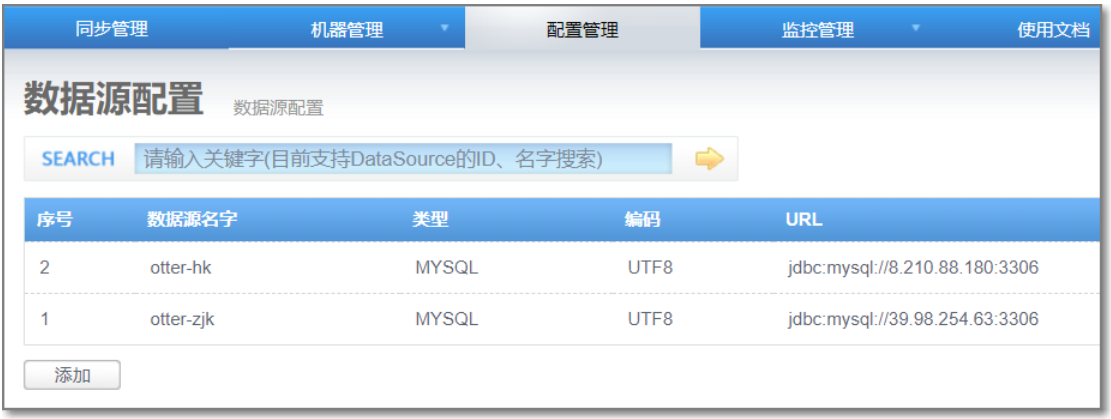 同步管理 机器管理 配置管理 监控管理 使用文档
数据源配置 数据源配置
SEARCH 请输入关键字(目前支持DataSource的ID、名字搜索)
序号 数据源名字 类型 编码 URL
2 otter-hk MYSQL UTF8 jdbc:mysql://8.210.88.180:3306
1 otter-zjk MYSQL UTF8 jdbc:mysql://39.98.254.63:3306
添加